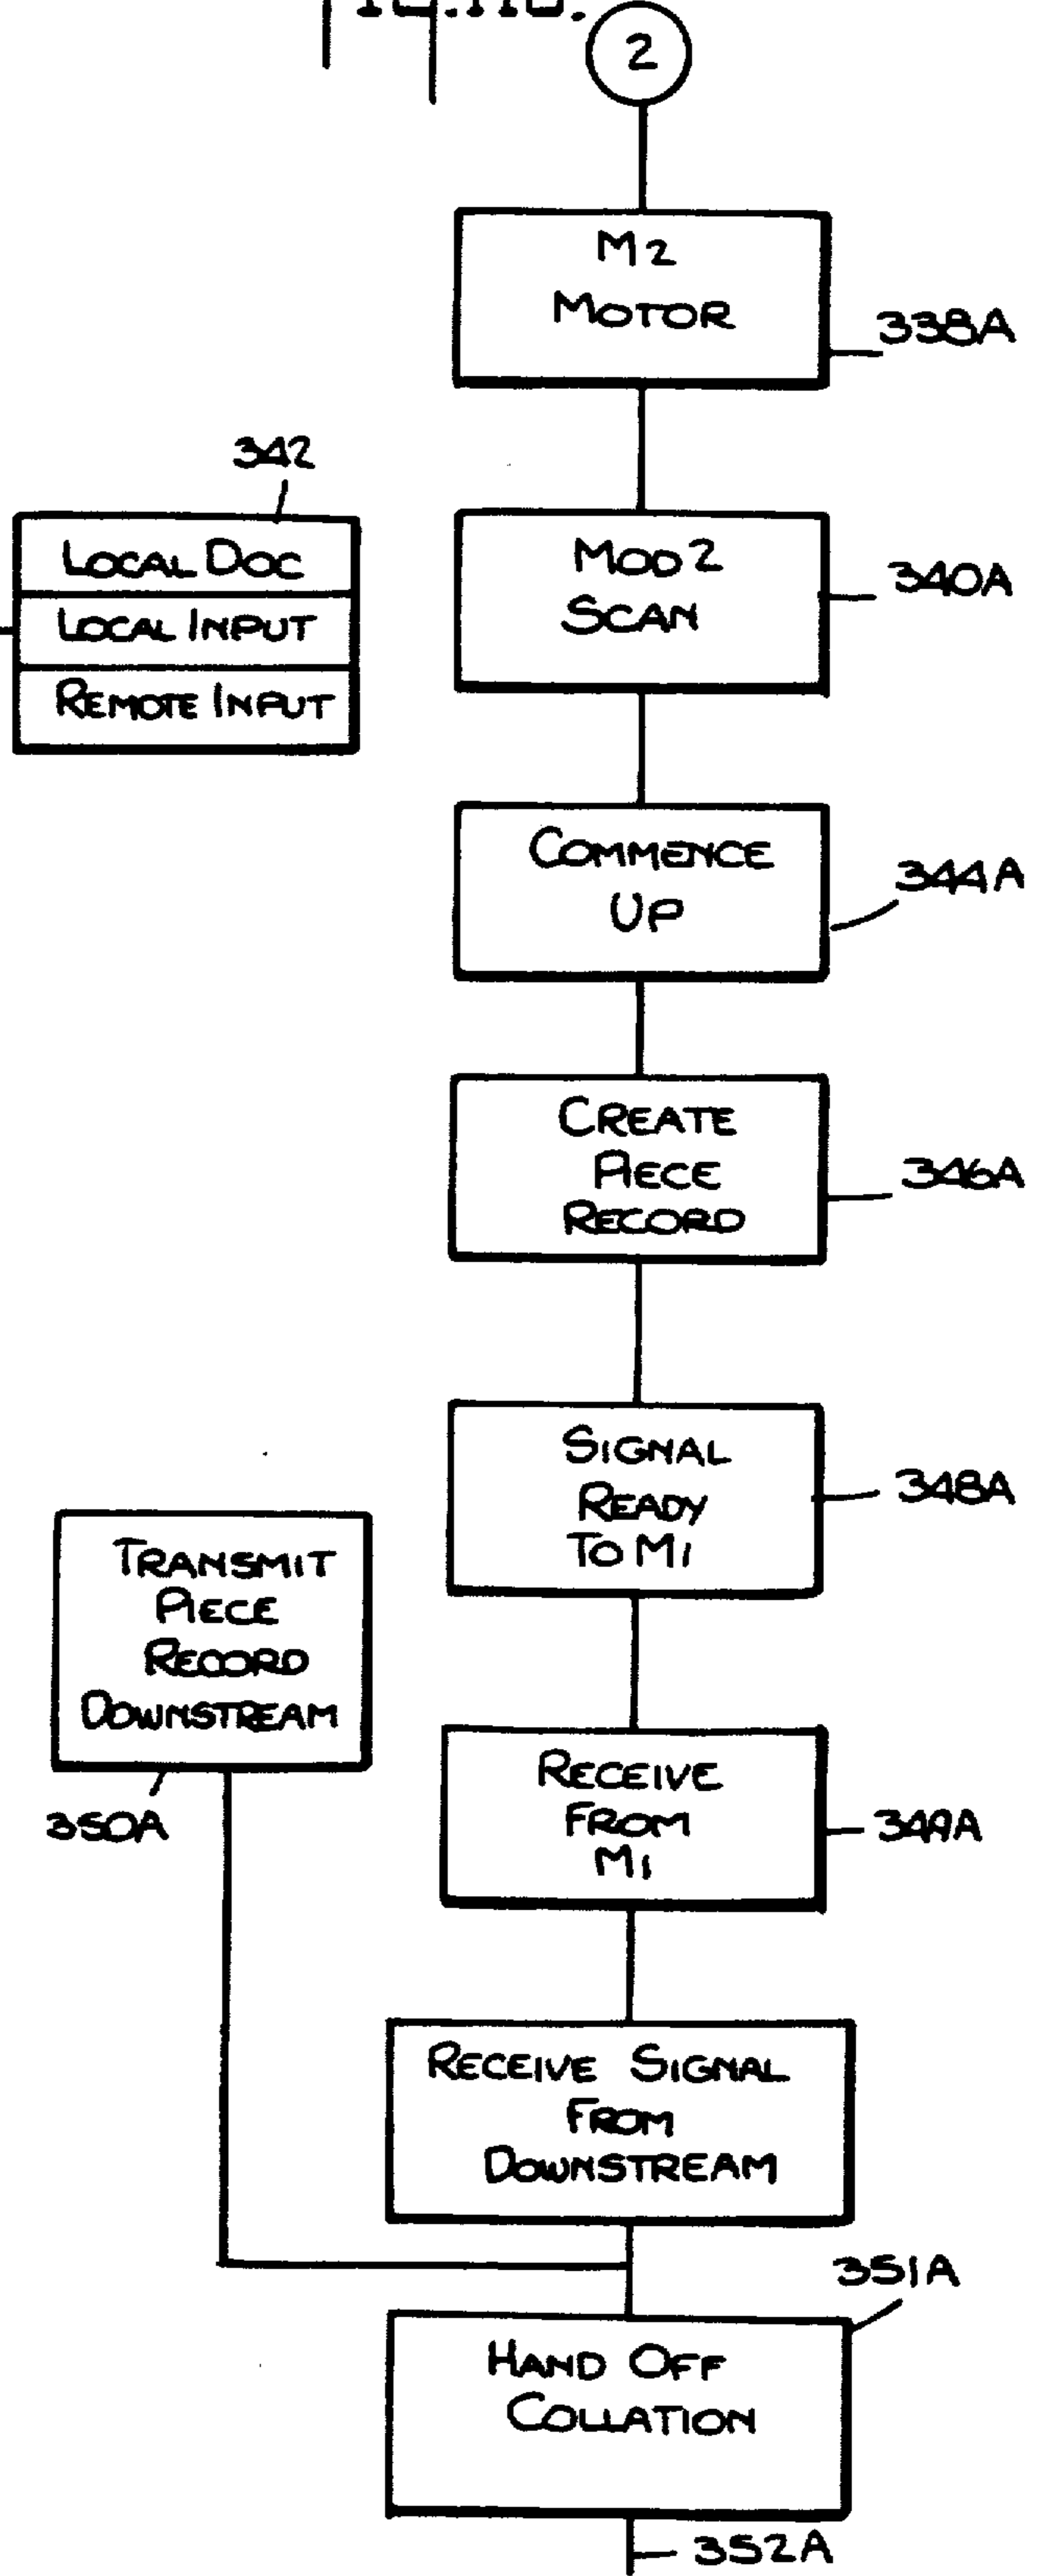 2
M2
MOTOR
338A
342
LOCAL DOC
LOCAL INPUT
REMOTE INPUT
MOD 2
SCAN
340A
COMMENCE
UP
344A
CREATE
PIECE
RECORD
346A
SIGNAL
READY
TO M1
348A
TRANSMIT
PIECE
RECORD
DOWNSTREAM
350A
RECEIVE
FROM
M1
349A
RECEIVE SIGNAL
FROM
DOWNSTREAM
351A
HAND OFF
COLLATION
352A